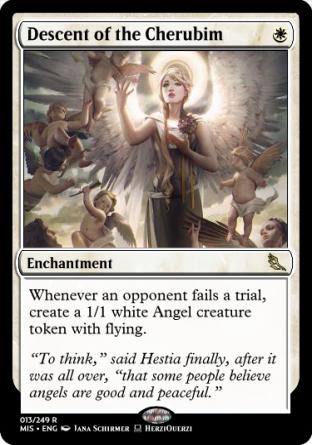 Descent of the Cherubim
Enchantment
Whenever an opponent fails a trial,
create a 1/1 white Angel creature
token with flying.
“To think,” said Hestia finally, after it
was all over, “that some people believe
angels are good and peaceful.”
013/249 R
MIS • ENG Jana Schirmer HerziQuerzi